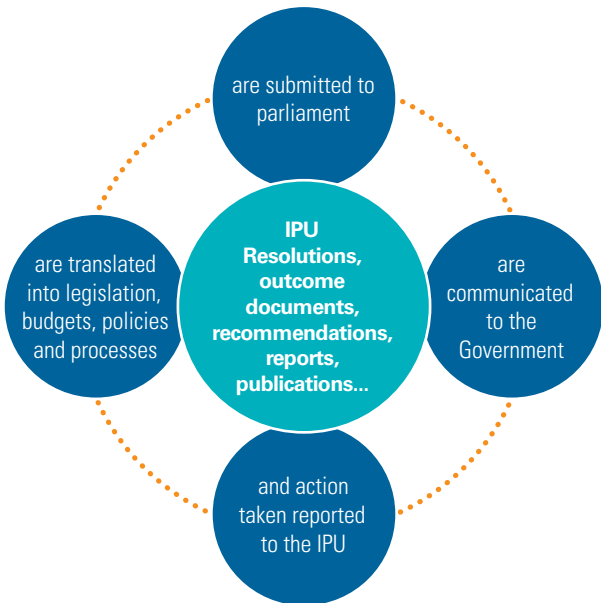 are submitted to
parliament
IPU
Resolutions,
outcome
documents,
recommendations,
reports,
publications...
are
communicated
to the
Government
are translated
into legislation,
budgets, policies
and processes
and action
taken reported
to the IPU